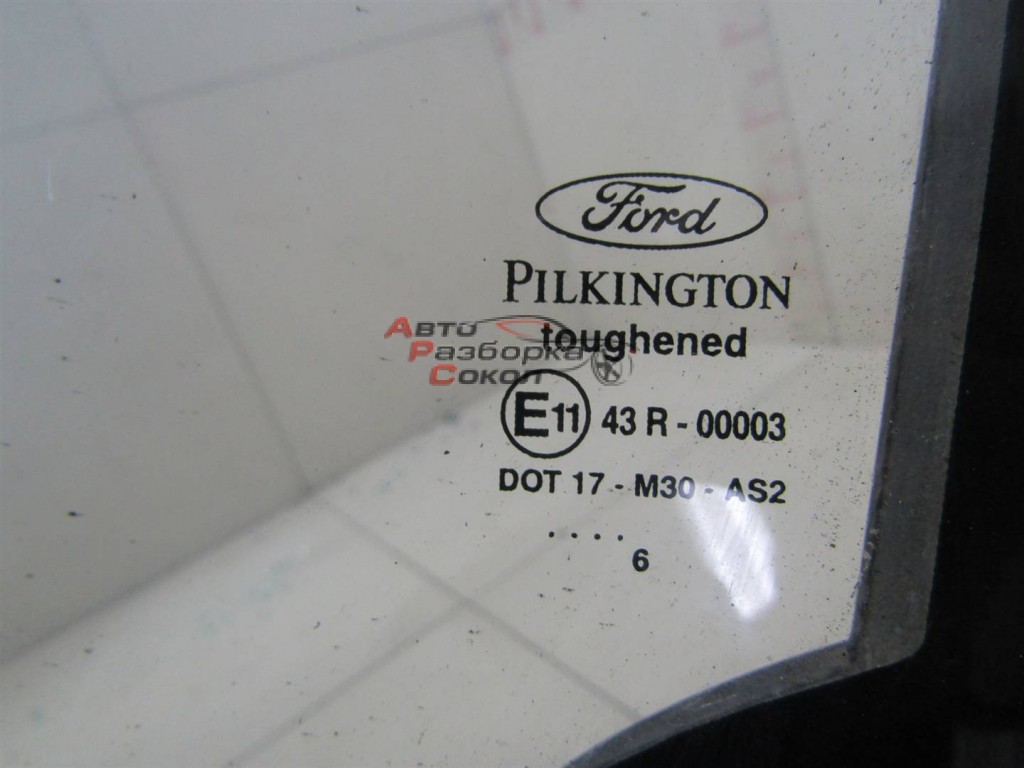 Ford
PILKINGTON
toughened
Авто
Разборка
Сокол
E11 43 R - 00003
DOT 17 - M30 - AS2
. . . .
6